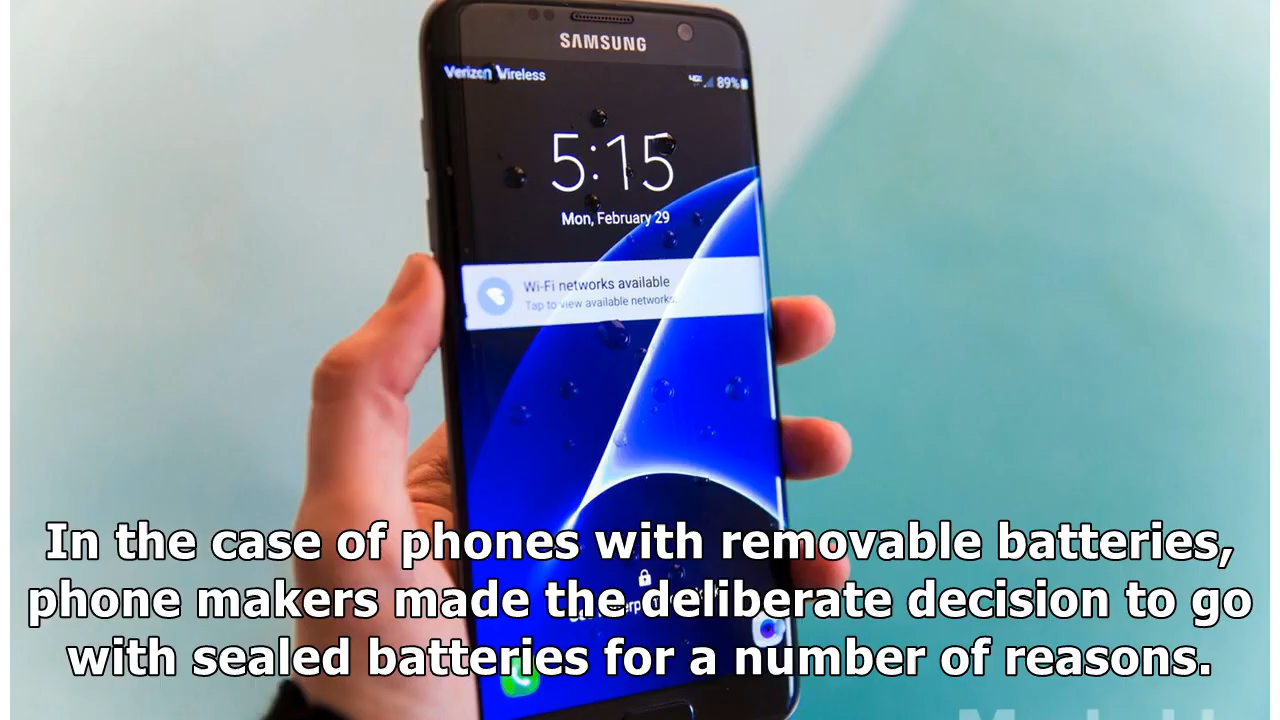 SAMSUNG
Verizon Wireless
89%
5:15
Mon, February 29
Wi-Fi networks available
Tap to view available networks.
In the case of phones with removable batteries,
phone makers made the deliberate decision to go
with sealed batteries for a number of reasons.